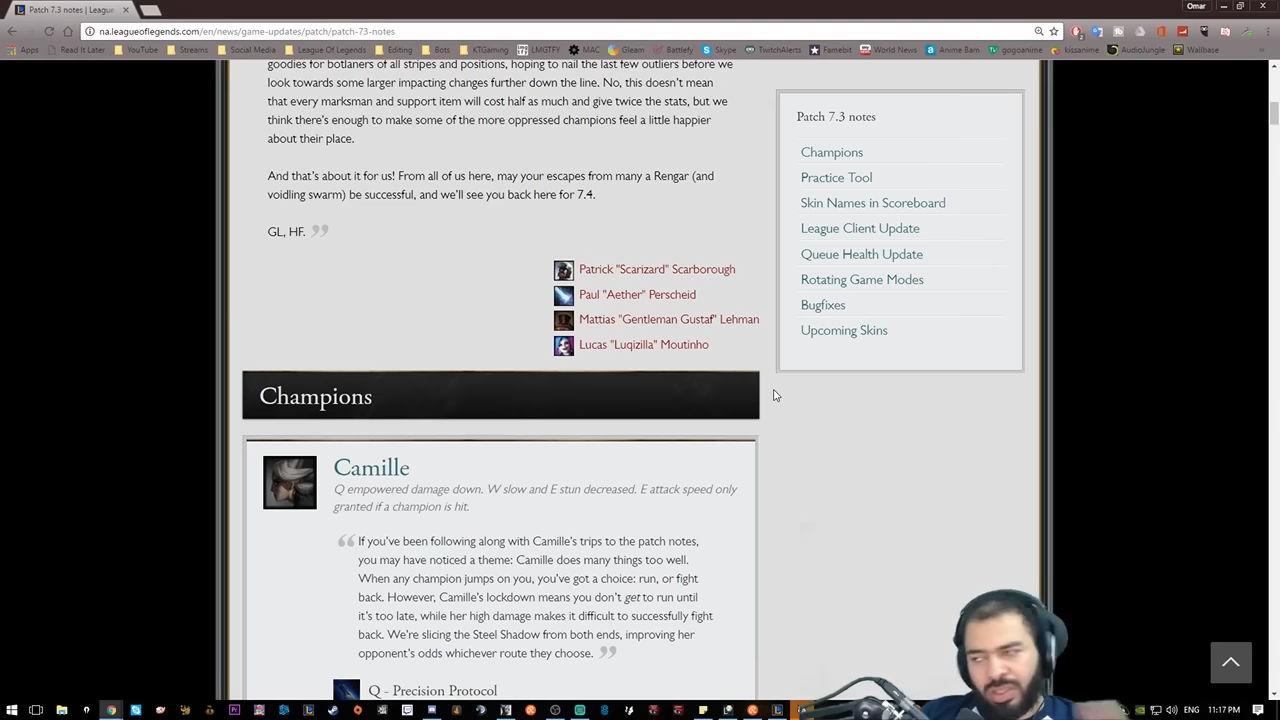 Patch 7.3 notes | League
Omar
na.leagueoflegends.com/en/news/game-updates/patch/patch-73-notes
Apps Read It Later YouTube Streams Social Media League Of Legends Editing Bots KTGaming LMGTFY MAC Gleam Battlefy Skype TwitchAlerts Famebit World News Anime Bam gogoanime kissanime AudioJungle Wallbase
goodies for botlaners of all stripes and positions, hoping to nail the last few outliers before we
look towards some larger impacting changes further down the line. No, this doesn't mean
that every marksman and support item will cost half as much and give twice the stats, but we
think there's enough to make some of the more oppressed champions feel a little happier
about their place.
And that's about it for us! From all of us here, may your escapes from many a Rengar (and
voidling swarm) be successful, and we'll see you back here for 7.4.
GL, HF.
Patrick "Scarizard" Scarborough
Paul "Aether" Perscheid
Mattias "Gentleman Gustaf" Lehman
Lucas "Luqizilla" Moutinho
Patch 7.3 notes
Champions
Practice Tool
Skin Names in Scoreboard
League Client Update
Queue Health Update
Rotating Game Modes
Bugfixes
Upcoming Skins
Champions
Camille
Q empowered damage down. W slow and E stun decreased. E attack speed only
granted if a champion is hit.
If you've been following along with Camille's trips to the patch notes,
you may have noticed a theme: Camille does many things too well.
When any champion jumps on you, you've got a choice: run, or fight
back. However, Camille's lockdown means you don't get to run until
it's too late, while her high damage makes it difficult to successfully fight
back. We're slicing the Steel Shadow from both ends, improving her
opponent's odds whichever route they choose.
Q - Precision Protocol
ENG 11:17 PM